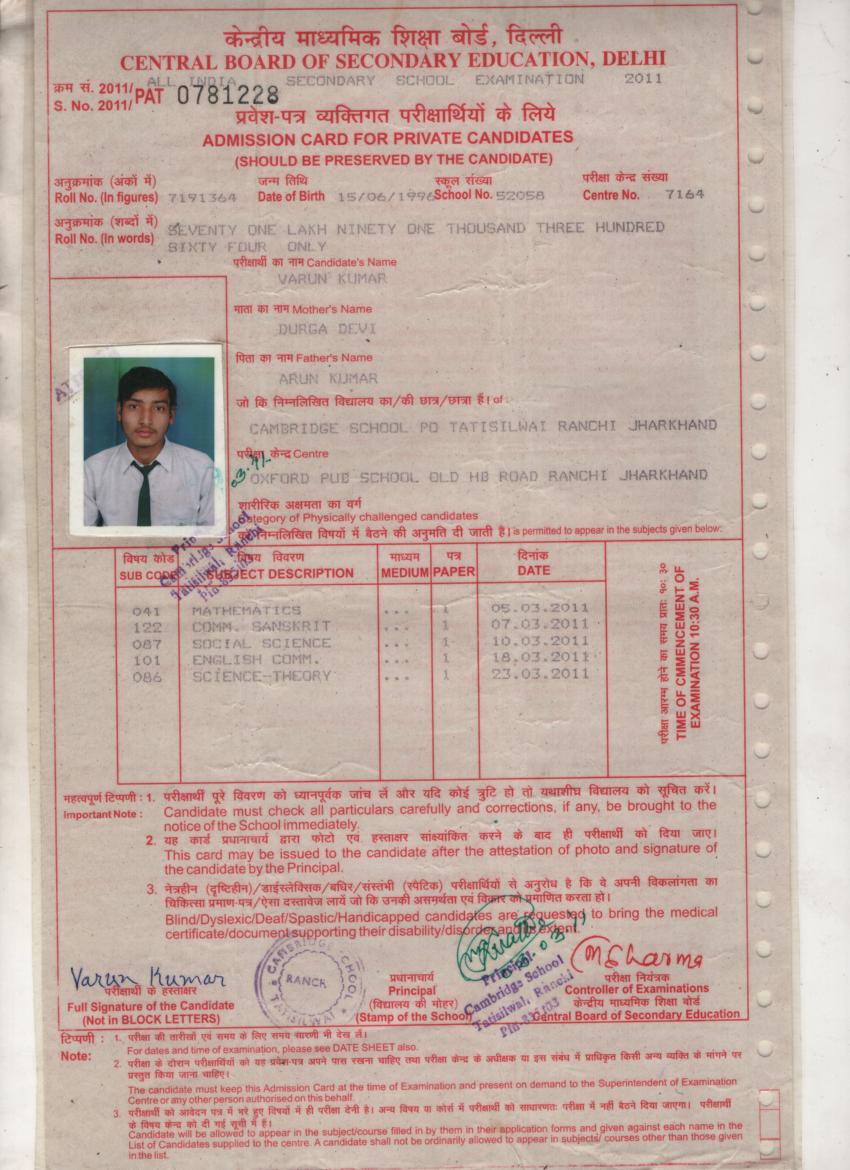 केन्द्रीय माध्यमिक शिक्षा बोर्ड, दिल्ली
CENTRAL BOARD OF SECONDARY EDUCATION, DELHI
ALL INDIA SECONDARY SCHOOL EXAMINATION 2011
क्रम सं. 2011/
S. No. 2011/ PAT 0781228
प्रवेश-पत्र व्यक्तिगत परीक्षार्थियों के लिये
ADMISSION CARD FOR PRIVATE CANDIDATES
(SHOULD BE PRESERVED BY THE CANDIDATE)
अनुक्रमांक (अंकों में) जन्म तिथि स्कूल संख्या परीक्षा केन्द्र संख्या
Roll No. (In figures) 7191364 Date of Birth 15/06/1996 School No. 52058 Centre No. 7164
अनुक्रमांक (शब्दों में)
Roll No. (In words) SEVENTY ONE LAKH NINETY ONE THOUSAND THREE HUNDRED
SIXTY FOUR ONLY
परीक्षार्थी का नाम Candidate's Name
VARUN KUMAR
माता का नाम Mother's Name
DURGA DEVI
पिता का नाम Father's Name
ARUN KUMAR
जो कि निम्नलिखित विद्यालय का/की छात्र/छात्रा हैं। of :
CAMBRIDGE SCHOOL PO TATISILWAI RANCHI JHARKHAND
परीक्षा केन्द्र Centre
OXFORD PUB SCHOOL OLD HB ROAD RANCHI JHARKHAND
शारीरिक अक्षमता का वर्ग
Category of Physically challenged candidates
निम्नलिखित विषयों में बैठने की अनुमति दी जाती हैं। is permitted to appear in the subjects given below:
विषय कोड विषय विवरण माध्यम पत्र दिनांक
SUB CODE SUBJECT DESCRIPTION MEDIUM PAPER DATE
041 MATHEMATICS ... 1 05.03.2011
122 COMM. SANSKRIT ... 1 07.03.2011
087 SOCIAL SCIENCE ... 1 10.03.2011
101 ENGLISH COMM. ... 1 18.03.2011
086 SCIENCE-THEORY ... 1 23.03.2011
परीक्षा आरम्भ होने का समय प्रातः १०: ३०
TIME OF CMMENCEMENT OF
EXAMINATION 10:30 A.M.
महत्वपूर्ण टिप्पणी : 1. परीक्षार्थी पूरे विवरण को ध्यानपूर्वक जांच लें और यदि कोई त्रुटि हो तो यथाशीघ्र विद्यालय को सूचित करें।
Important Note : Candidate must check all particulars carefully and corrections, if any, be brought to the
notice of the School immediately.
2. यह कार्ड प्रधानाचार्य द्वारा फोटो एवं हस्ताक्षर सांक्ष्यांकित करने के बाद ही परीक्षार्थी को दिया जाए।
This card may be issued to the candidate after the attestation of photo and signature of
the candidate by the Principal.
3. नेत्रहीन (दृष्टिहीन)/डाईस्लेक्सिक/बधिर/संस्तंभी (स्पैटिक) परीक्षार्थियों से अनुरोध है कि वे अपनी विकलांगता का
चिकित्सा प्रमाण-पत्र/ऐसा दस्तावेज लायें जो कि उनकी असमर्थता एवं विकार को प्रमाणित करता हो।
Blind/Dyslexic/Deaf/Spastic/Handicapped candidates are requested to bring the medical
certificate/document supporting their disability/disorder and its extent.
Varun Kumar
CAMBRIDGE SCHOOL
RANCHI
TATISILWAI
M Sharma
परीक्षार्थी के हस्ताक्षर प्रधानाचार्य परीक्षा नियंत्रक
Full Signature of the Candidate Principal Controller of Examinations
(विद्यालय की मोहर) केन्द्रीय माध्यमिक शिक्षा बोर्ड
(Not in BLOCK LETTERS) (Stamp of the School) Central Board of Secondary Education
Principal
Cambridge School
Tatisilwai, Ranchi
टिप्पणी : 1. परीक्षा की तारीखों एवं समय के लिए समय सारणी भी देख लें।
Note: For dates and time of examination, please see DATE SHEET also.
2. परीक्षा के दौरान परीक्षार्थियों को यह प्रवेश-पत्र अपने पास रखना चाहिए तथा परीक्षा केन्द्र के अधीक्षक या इस संबंध में प्राधिकृत किसी अन्य व्यक्ति के मांगने पर
प्रस्तुत किया जाना चाहिए।
The candidate must keep this Admission Card at the time of Examination and present on demand to the Superintendent of Examination
Centre or any other person authorised on this behalf.
3. परीक्षार्थी को आवेदन पत्र में भरे हुए विषयों में ही परीक्षा देनी है। अन्य विषय या कोर्स में परीक्षार्थी को साधारणतः परीक्षा में नहीं बैठने दिया जाएगा। परीक्षार्थी
के विषय केन्द्र को दी गई सूची में हैं।
Candidate will be allowed to appear in the subject/course filled in by them in their application forms and given against each name in the
List of Candidates supplied to the centre. A candidate shall not be ordinarily allowed to appear in subjects/ courses other than those given
in the list.